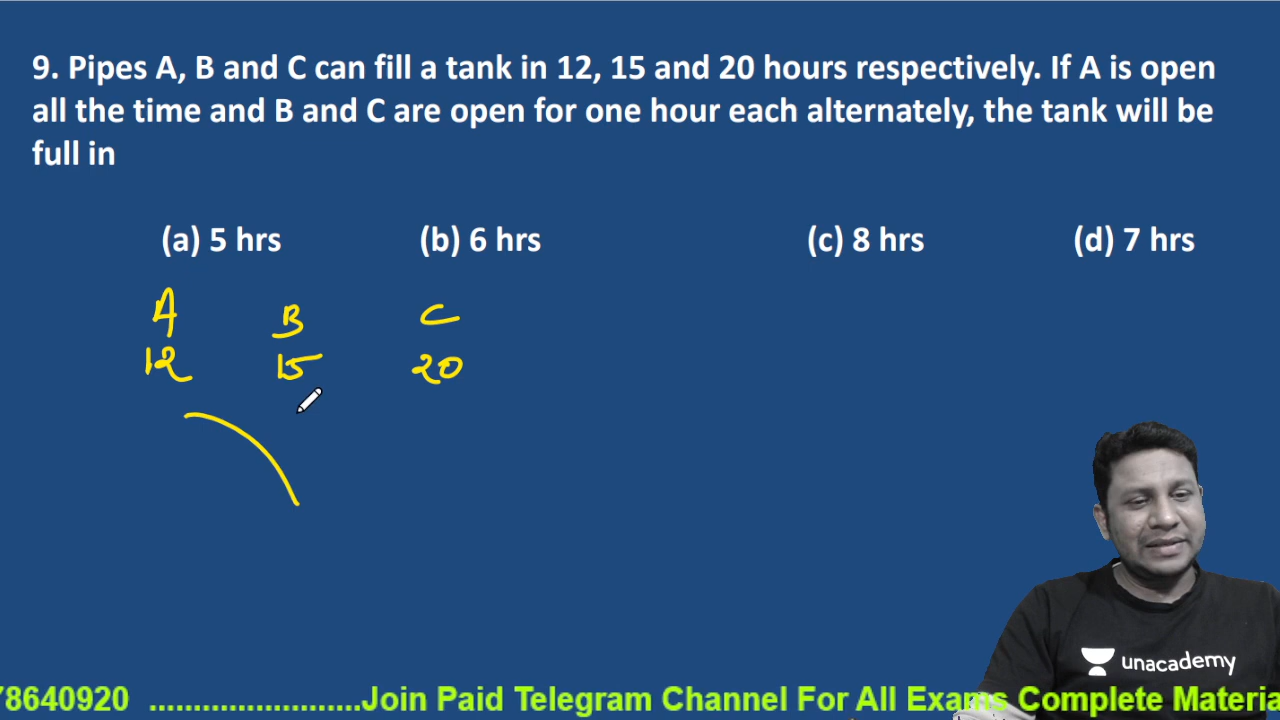 9. Pipes A, B and C can fill a tank in 12, 15 and 20 hours respectively. If A is open
all the time and B and C are open for one hour each alternately, the tank will be
full in
(a) 5 hrs (b) 6 hrs (c) 8 hrs (d) 7 hrs
A B C
12 15 20
unacademy
78640920 ........................Join Paid Telegram Channel For All Exams Complete Materia